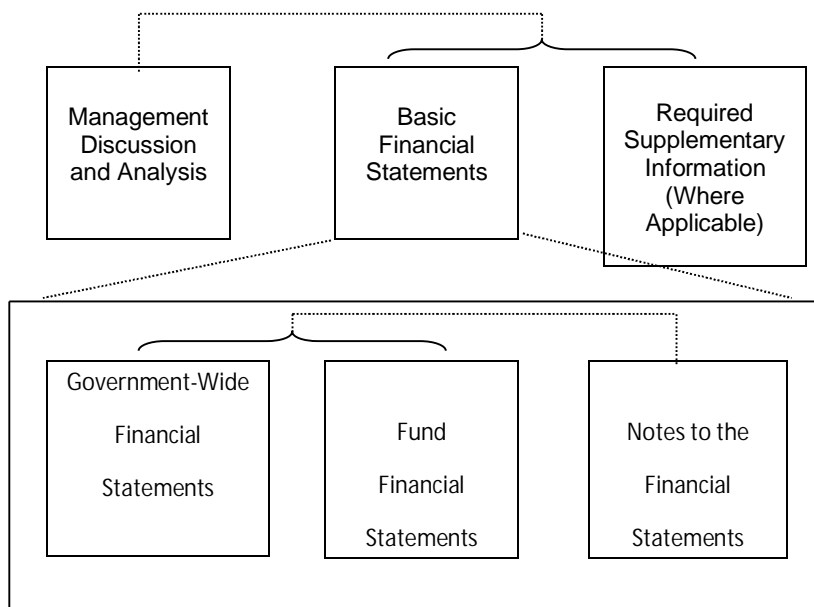 Management
Discussion
and Analysis
Basic
Financial
Statements
Required
Supplementary
Information
(Where
Applicable)
Government-Wide
Financial
Statements
Fund
Financial
Statements
Notes to the
Financial
Statements